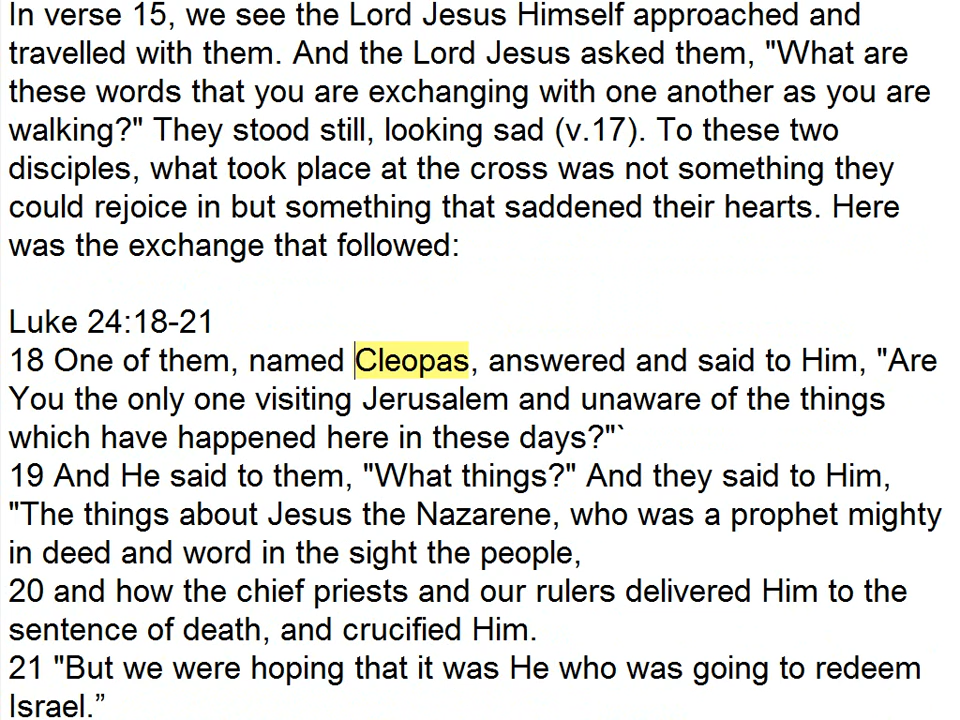 In verse 15, we see the Lord Jesus Himself approached and
travelled with them. And the Lord Jesus asked them, "What are
these words that you are exchanging with one another as you are
walking?" They stood still, looking sad (v.17). To these two
disciples, what took place at the cross was not something they
could rejoice in but something that saddened their hearts. Here
was the exchange that followed:
Luke 24:18-21
18 One of them, named Cleopas, answered and said to Him, "Are
You the only one visiting Jerusalem and unaware of the things
which have happened here in these days?"`
19 And He said to them, "What things?" And they said to Him,
"The things about Jesus the Nazarene, who was a prophet mighty
in deed and word in the sight the people,
20 and how the chief priests and our rulers delivered Him to the
sentence of death, and crucified Him.
21 "But we were hoping that it was He who was going to redeem
Israel.”